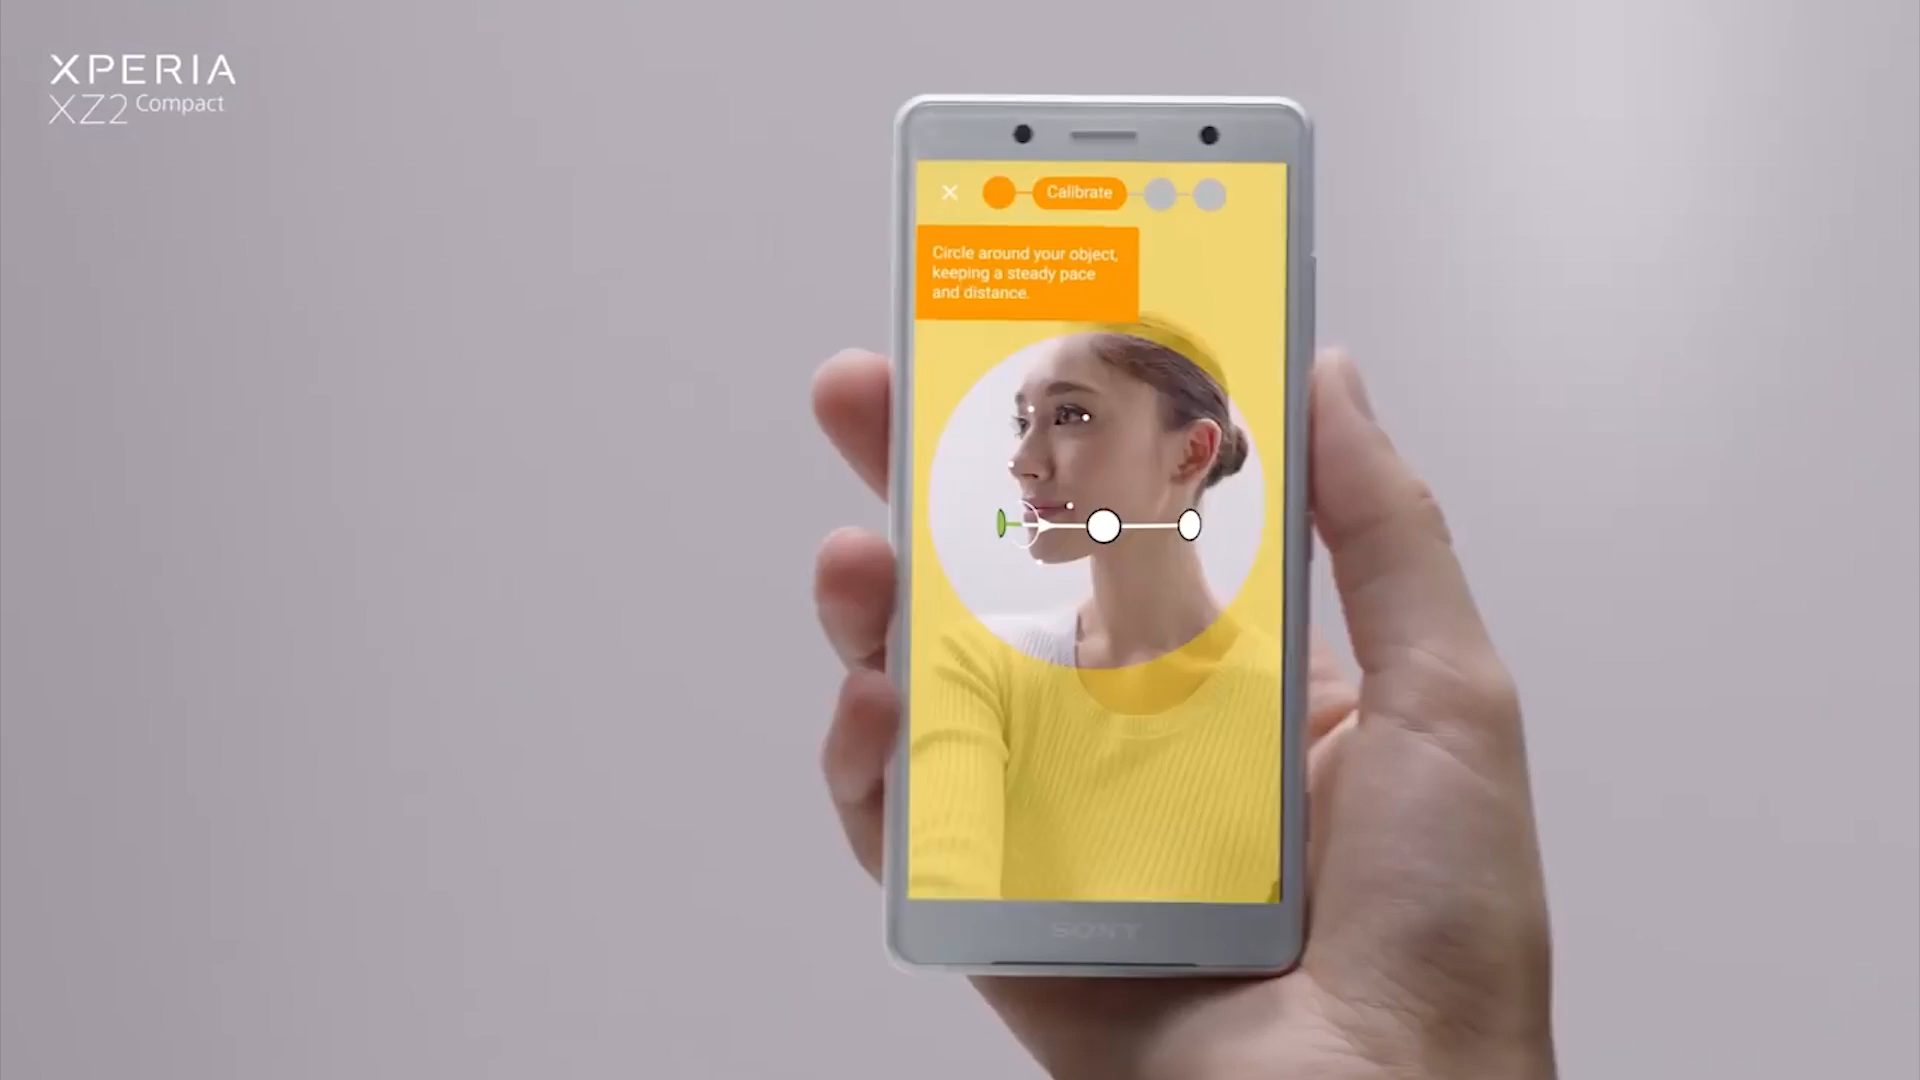 XPERIA
XZ2 Compact
Calibrate
Circle around your object,
keeping a steady pace
and distance.
SONY